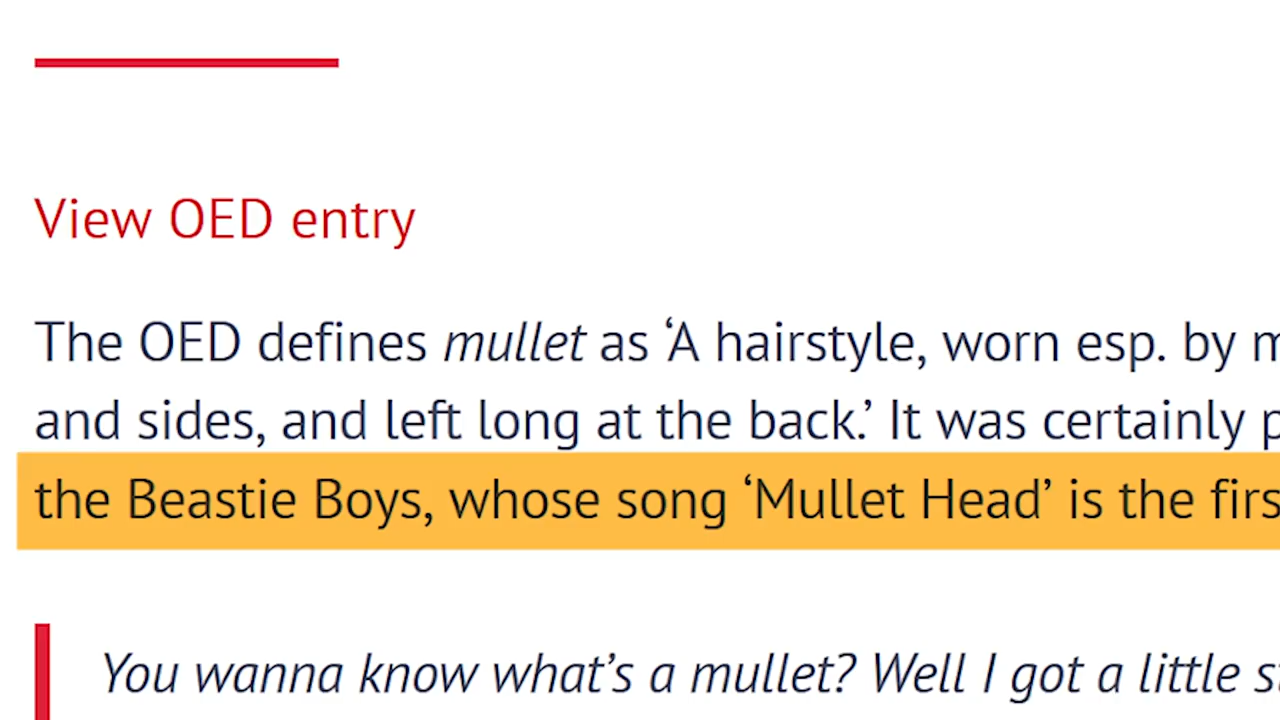 View OED entry
The OED defines mullet as ‘A hairstyle, worn esp. by
and sides, and left long at the back.’ It was certainly
the Beastie Boys, whose song ‘Mullet Head’ is the
You wanna know what’s a mullet? Well I got a little